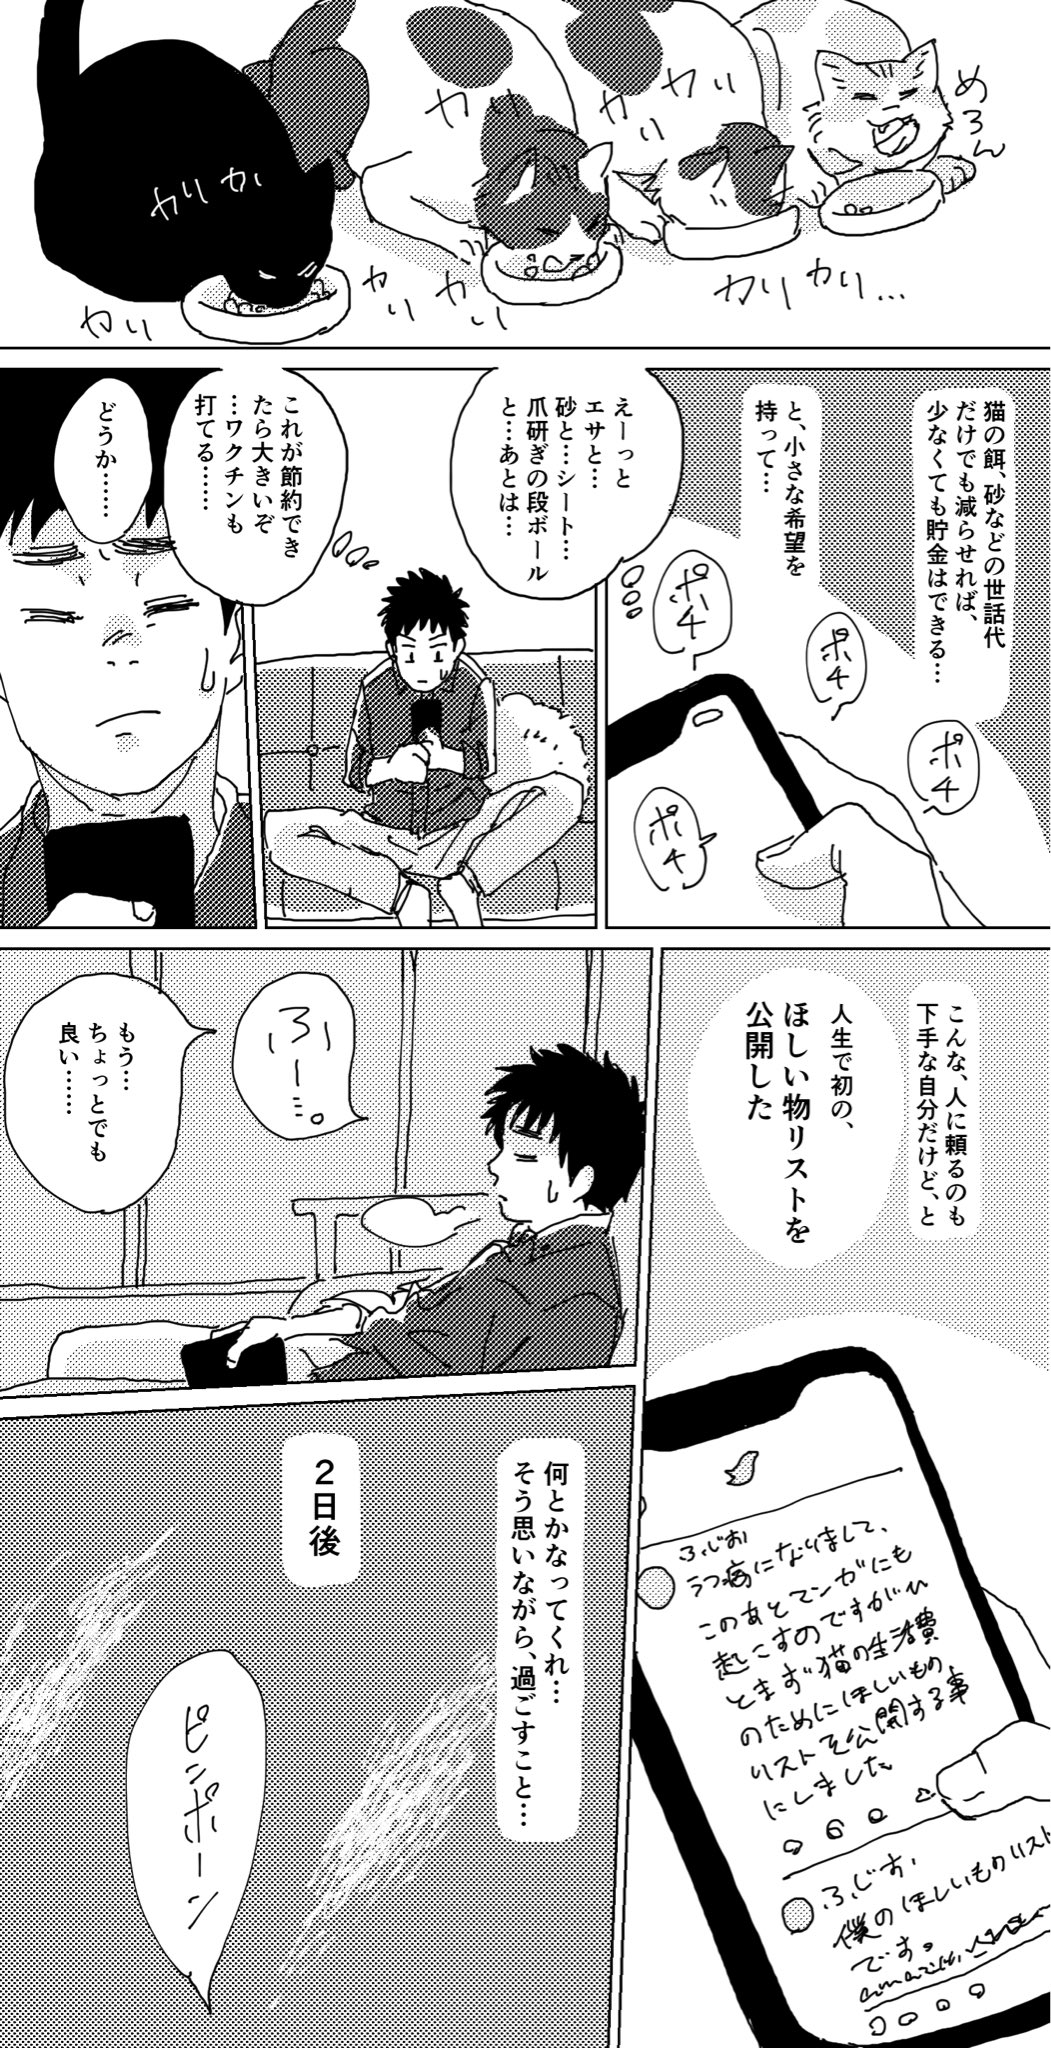 めろん
カリ
カリ
カリ
カリ
カリ
カリ
カリ
カリ
カリ
カリ
カリカリ…
猫の餌、砂などの世話代
だけでも減らせれば、
少なくても貯金はできる…
と、小さな希望を
持って…
ポチ
ポチ
ポチ
ポチ
えーっと
エサと…
砂と…シート…
爪研ぎの段ボール
と…あとは…
これが節約でき
たら大きいぞ
…ワクチンも
打てる……
どうか……
こんな、人に頼るのも
下手な自分だけど、と
人生で初の、
ほしい物リストを
公開した
ふじお
うつ病になりまして、
このあとマンガにも
起こすのですがひ
とまず猫の生活費
のためにほしいもの
リストを公開する事
にしました
ふじお
僕のほしいものリスト
です。
ふー…。
もう…
ちょっとでも
良い……
何とかなってくれ…
そう思いながら、過ごすこと…
2日後
ピンポーン